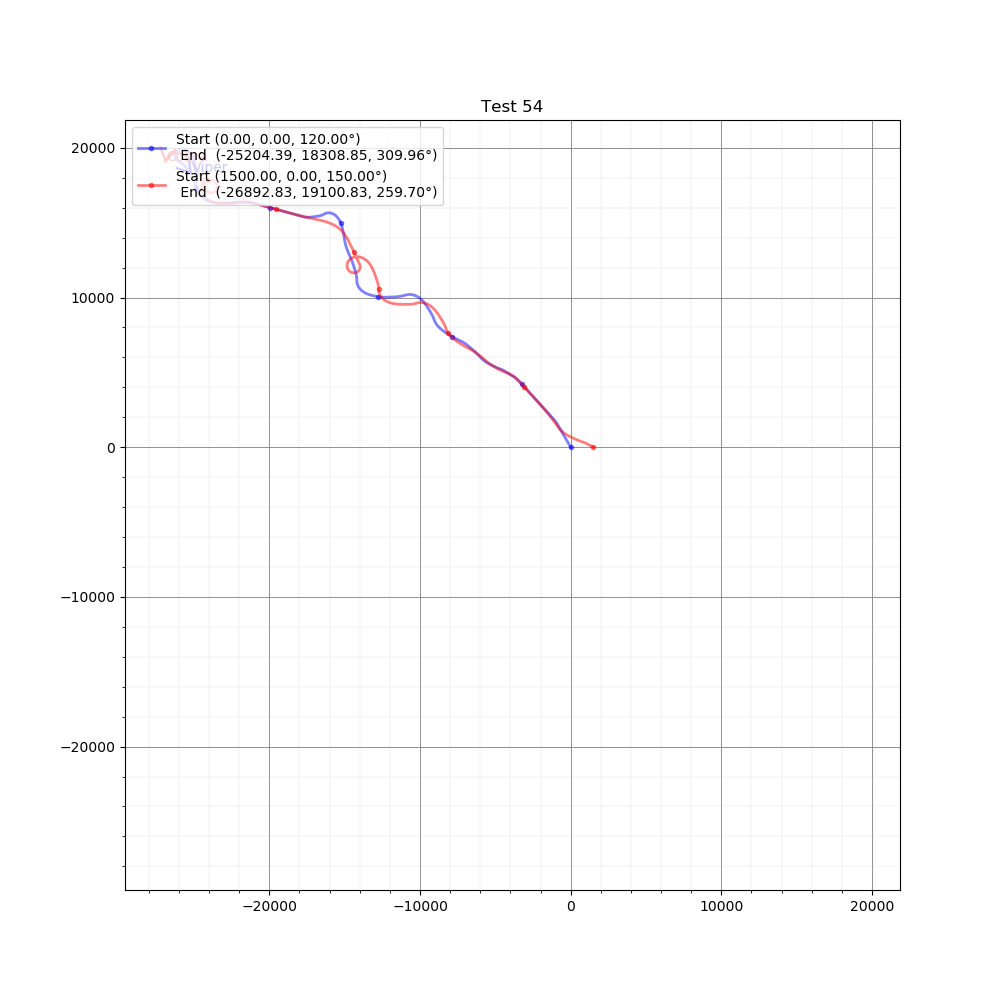 Test 54
Start (0.00, 0.00, 120.00°)
End  (-25204.39, 18308.85, 309.96°)
Start (1500.00, 0.00, 150.00°)
End  (-26892.83, 19100.83, 259.70°)
Viper
20000
10000
0
−10000
−20000
−20000
−10000
0
10000
20000